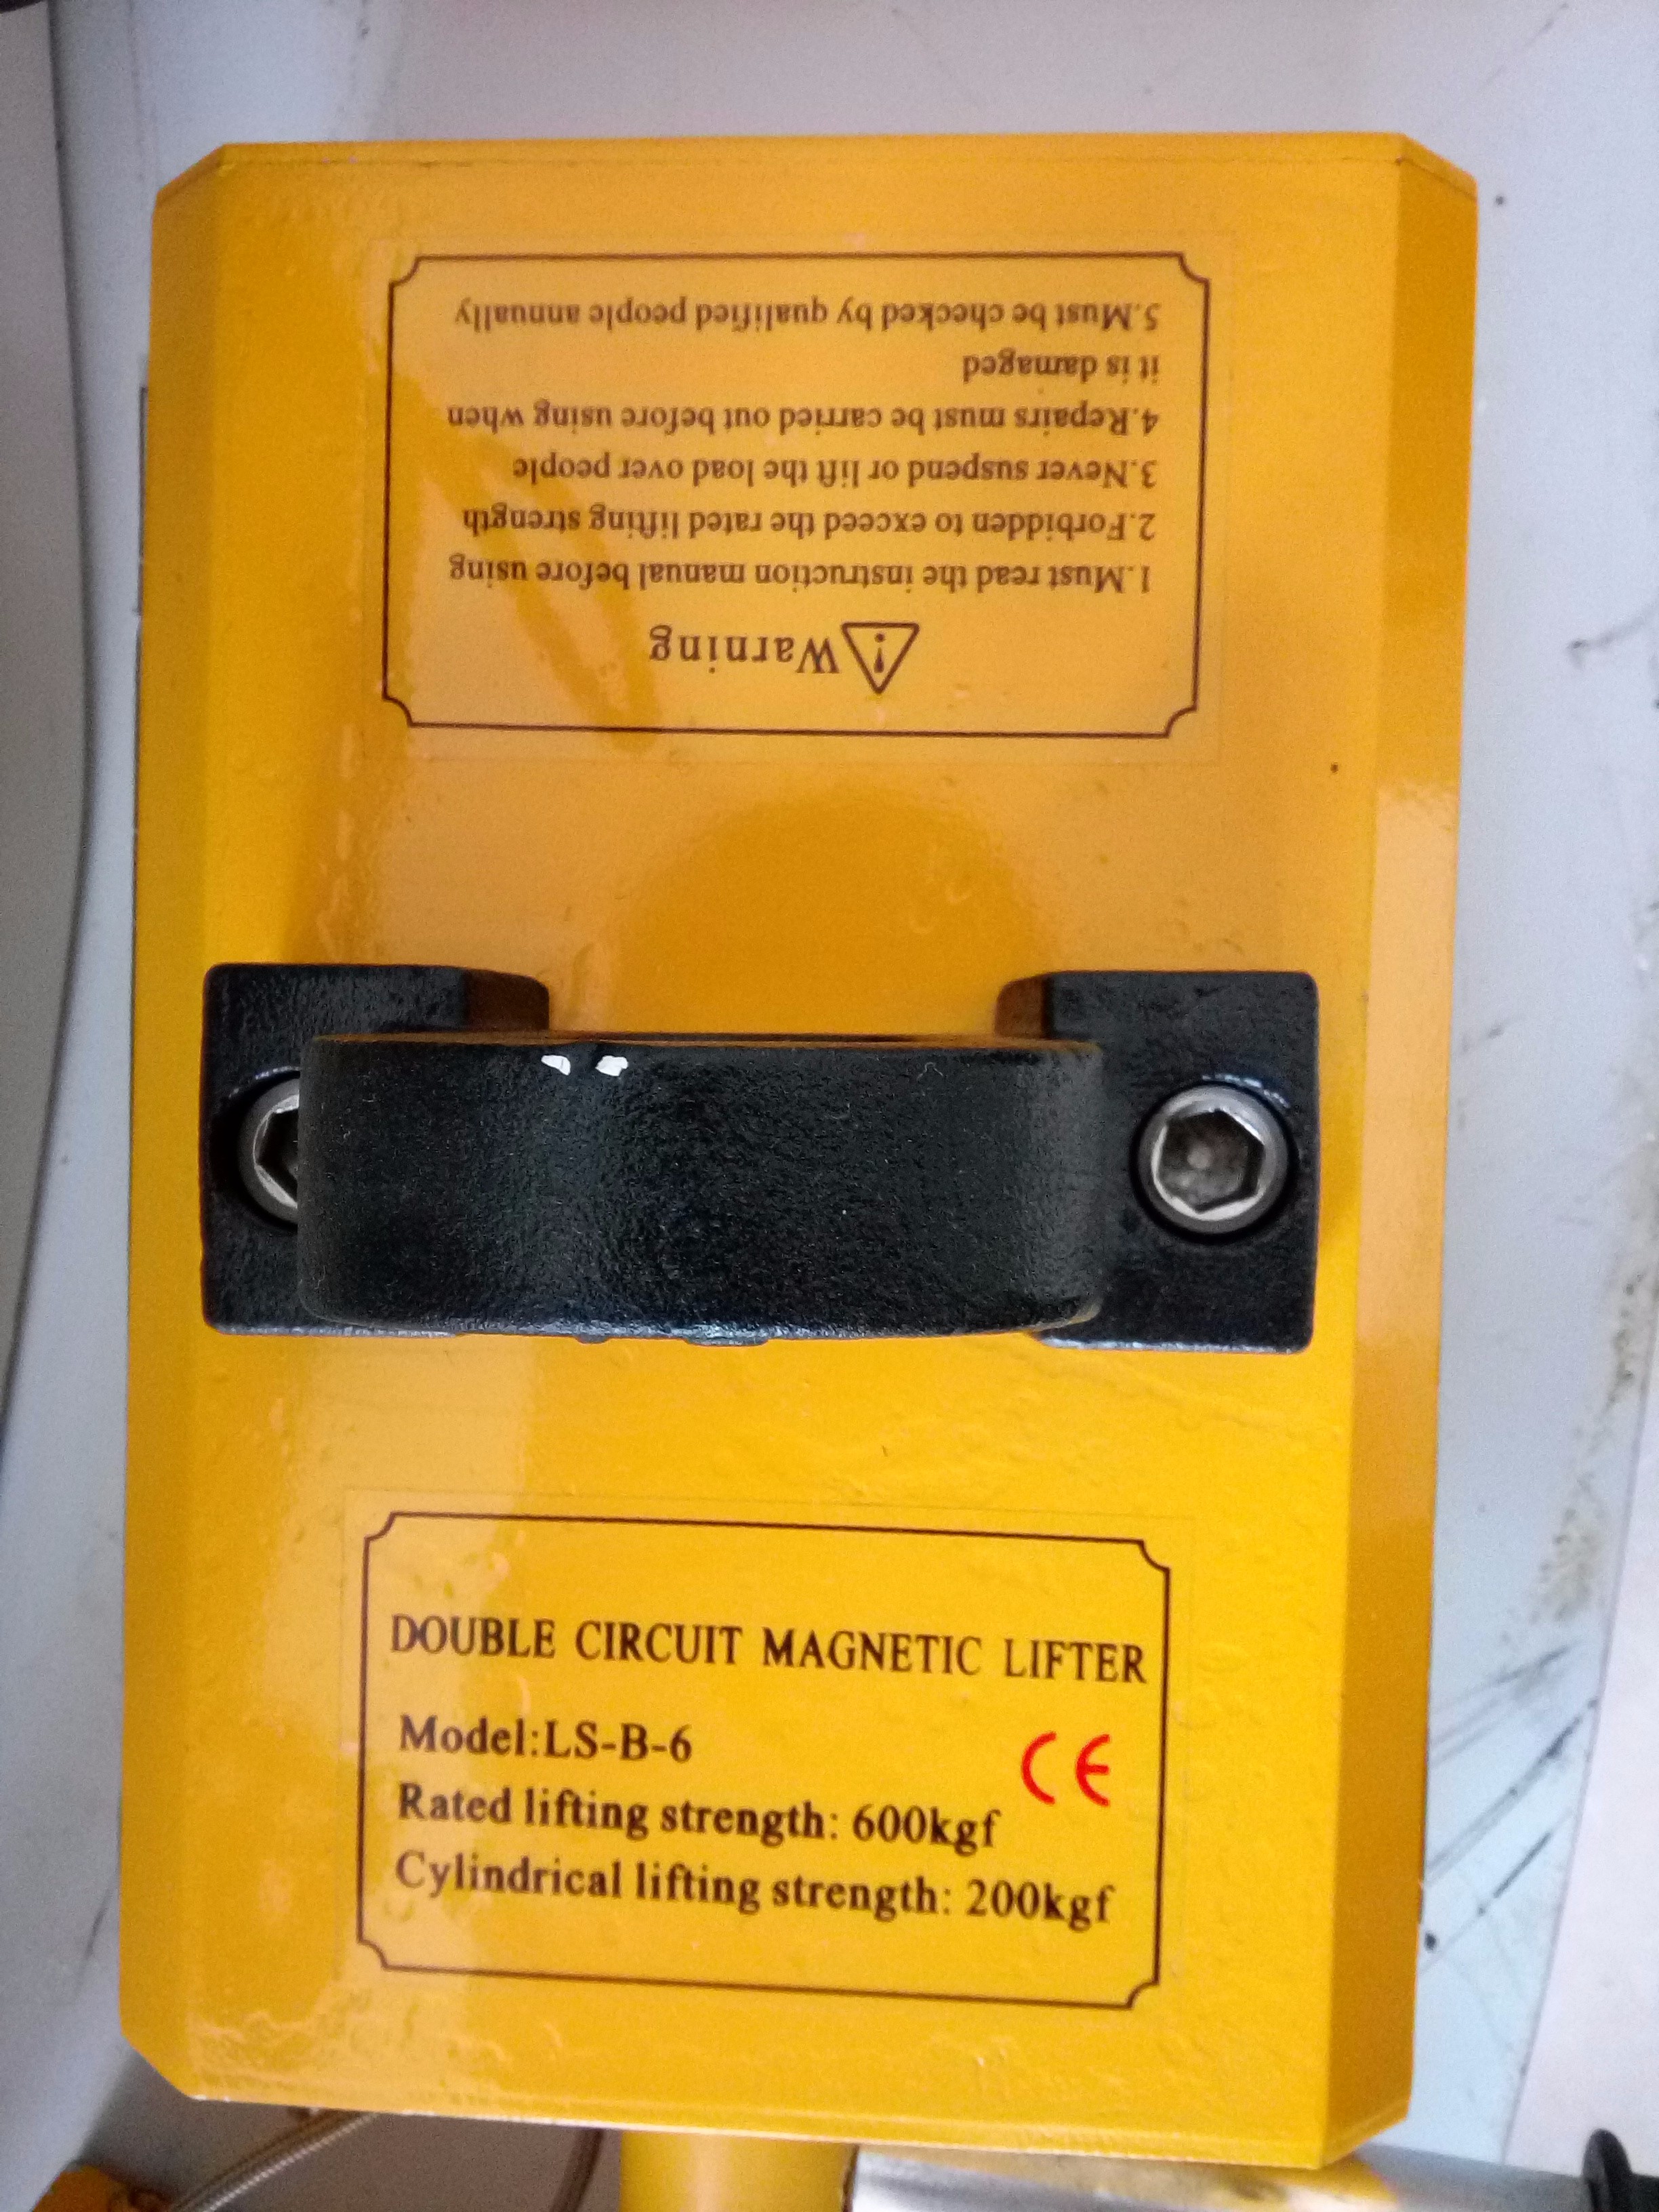 Warning
1.Must read the instruction manual before using
2.Forbidden to exceed the rated lifting strength
3.Never suspend or lift the load over people
4.Repairs must be carried out before using when
it is damaged
5.Must be checked by qualified people annually
DOUBLE CIRCUIT MAGNETIC LIFTER
Model:LS-B-6
CE
Rated lifting strength: 600kgf
Cylindrical lifting strength: 200kgf